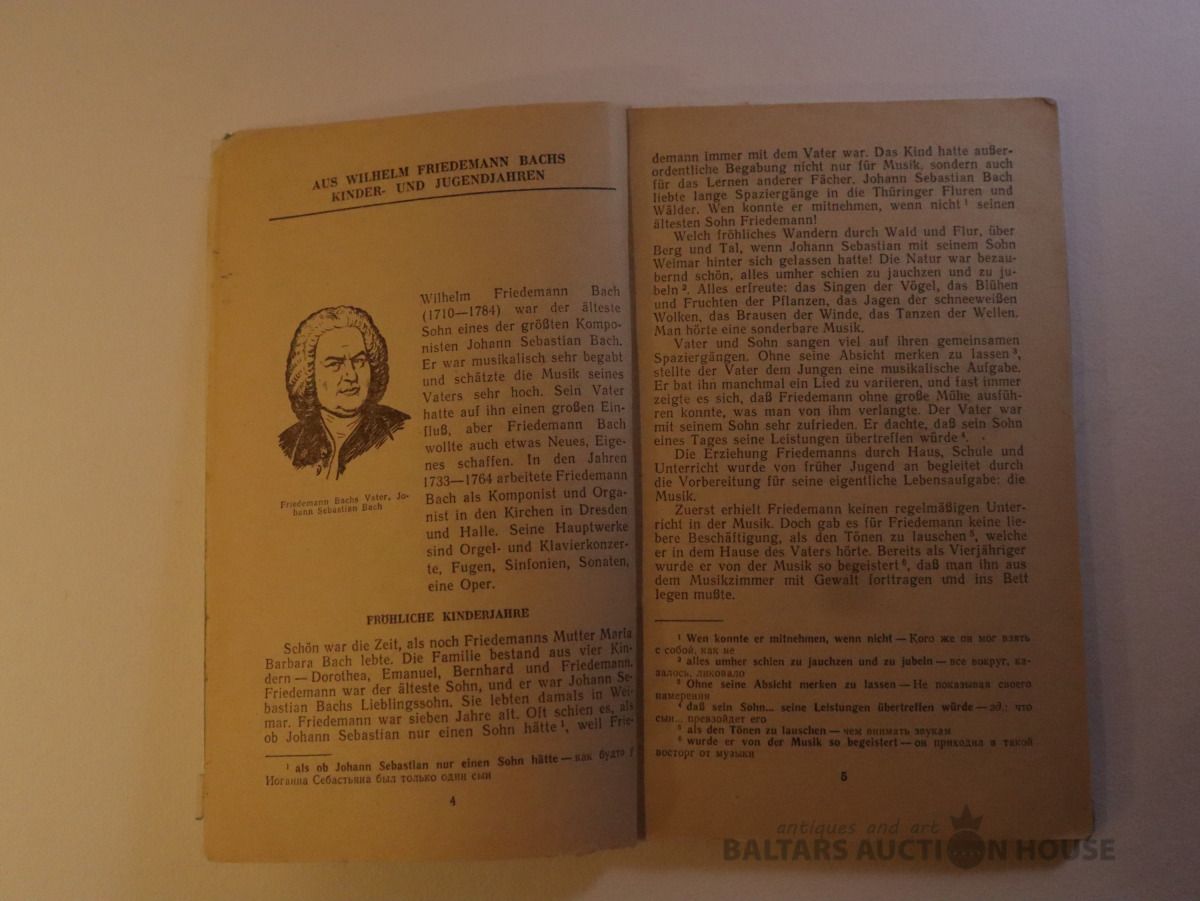 AUS WILHELM FRIEDEMANN BACHS
KINDER- UND JUGENDJAHREN
Friedemann Bachs Vater, Jo-
hann Sebastian Bach
Wilhelm Friedemann Bach
(1710—1784) war der älteste
Sohn eines der größten Kompo-
nisten Johann Sebastian Bach.
Er war musikalisch sehr begabt
und schätzte die Musik seines
Vaters sehr hoch. Sein Vater
hatte auf ihn einen großen Ein-
fluß, aber Friedemann Bach
wollte auch etwas Neues, Eige-
nes schaffen. In den Jahren
1733—1764 arbeitete Friedemann
Bach als Komponist und Orga-
nist in den Kirchen in Dresden
und Halle. Seine Hauptwerke
sind Orgel- und Klavierkonzer-
te, Fugen, Sinfonien, Sonaten,
eine Oper.
FRÖHLICHE KINDERJAHRE
Schön war die Zeit, als noch Friedemanns Mutter Maria
Barbara Bach lebte. Die Familie bestand aus vier Kin-
dern — Dorothea, Emanuel, Bernhard und Friedemann.
Friedemann war der älteste Sohn, und er war Johann Se-
bastian Bachs Lieblingssohn. Sie lebten damals in Wei-
mar. Friedemann war sieben Jahre alt. Oft schien es, als
ob Johann Sebastian nur einen Sohn hätte ¹, weil Frie-
¹ als ob Johann Sebastian nur einen Sohn hätte — как будто
Иоганна Себастьяна был только один сын
4
demann immer mit dem Vater war. Das Kind hatte außer-
ordentliche Begabung nicht nur für Musik, sondern auch
für das Lernen anderer Fächer. Johann Sebastian Bach
liebte lange Spaziergänge in die Thüringer Fluren und
Wälder. Wen konnte er mitnehmen, wenn nicht ¹ seinen
ältesten Sohn Friedemann!
Welch fröhliches Wandern durch Wald und Flur, über
Berg und Tal, wenn Johann Sebastian mit seinem Sohn
Weimar hinter sich gelassen hatte! Die Natur war bezau-
bernd schön, alles umher schien zu jauchzen und zu ju-
beln ². Alles erfreute: das Singen der Vögel, das Blühen
und Fruchten der Pflanzen, das Jagen der schneeweißen
Wolken, das Brausen der Winde, das Tanzen der Wellen.
Man hörte eine sonderbare Musik.
Vater und Sohn sangen viel auf ihren gemeinsamen
Spaziergängen. Ohne seine Absicht merken zu lassen ³,
stellte der Vater dem Jungen eine musikalische Aufgabe.
Er bat ihn manchmal ein Lied zu variieren, und fast immer
zeigte es sich, daß Friedemann ohne große Mühe ausfüh-
ren konnte, was man von ihm verlangte. Der Vater war
mit seinem Sohn sehr zufrieden. Er dachte, daß sein Sohn
eines Tages seine Leistungen übertreffen würde ⁴.
Die Erziehung Friedemanns durch Haus, Schule und
Unterricht wurde von früher Jugend an begleitet durch
die Vorbereitung für seine eigentliche Lebensaufgabe: die
Musik.
Zuerst erhielt Friedemann keinen regelmäßigen Unter-
richt in der Musik. Doch gab es für Friedemann keine lie-
bere Beschäftigung, als den Tönen zu lauschen ⁵, welche
er in dem Hause des Vaters hörte. Bereits als Vierjähriger
wurde er von der Musik so begeistert ⁶, daß man ihn aus
dem Musikzimmer mit Gewalt forttragen und ins Bett
legen mußte.
¹ Wen konnte er mitnehmen, wenn nicht — Кого же он мог взять
с собой, как не
² alles umher schien zu jauchzen und zu jubeln — все вокруг, ка-
залось, ликовало
³ Ohne seine Absicht merken zu lassen — Не показывая своего
намерения
⁴ daß sein Sohn... seine Leistungen übertreffen würde — зд.: что
сын... превзойдет его
⁵ als den Tönen zu lauschen — чем внимать звукам
⁶ wurde er von der Musik so begeistert — он приходил в такой
восторг от музыки
5
antiques and art
BALTARS AUCTION HOUSE